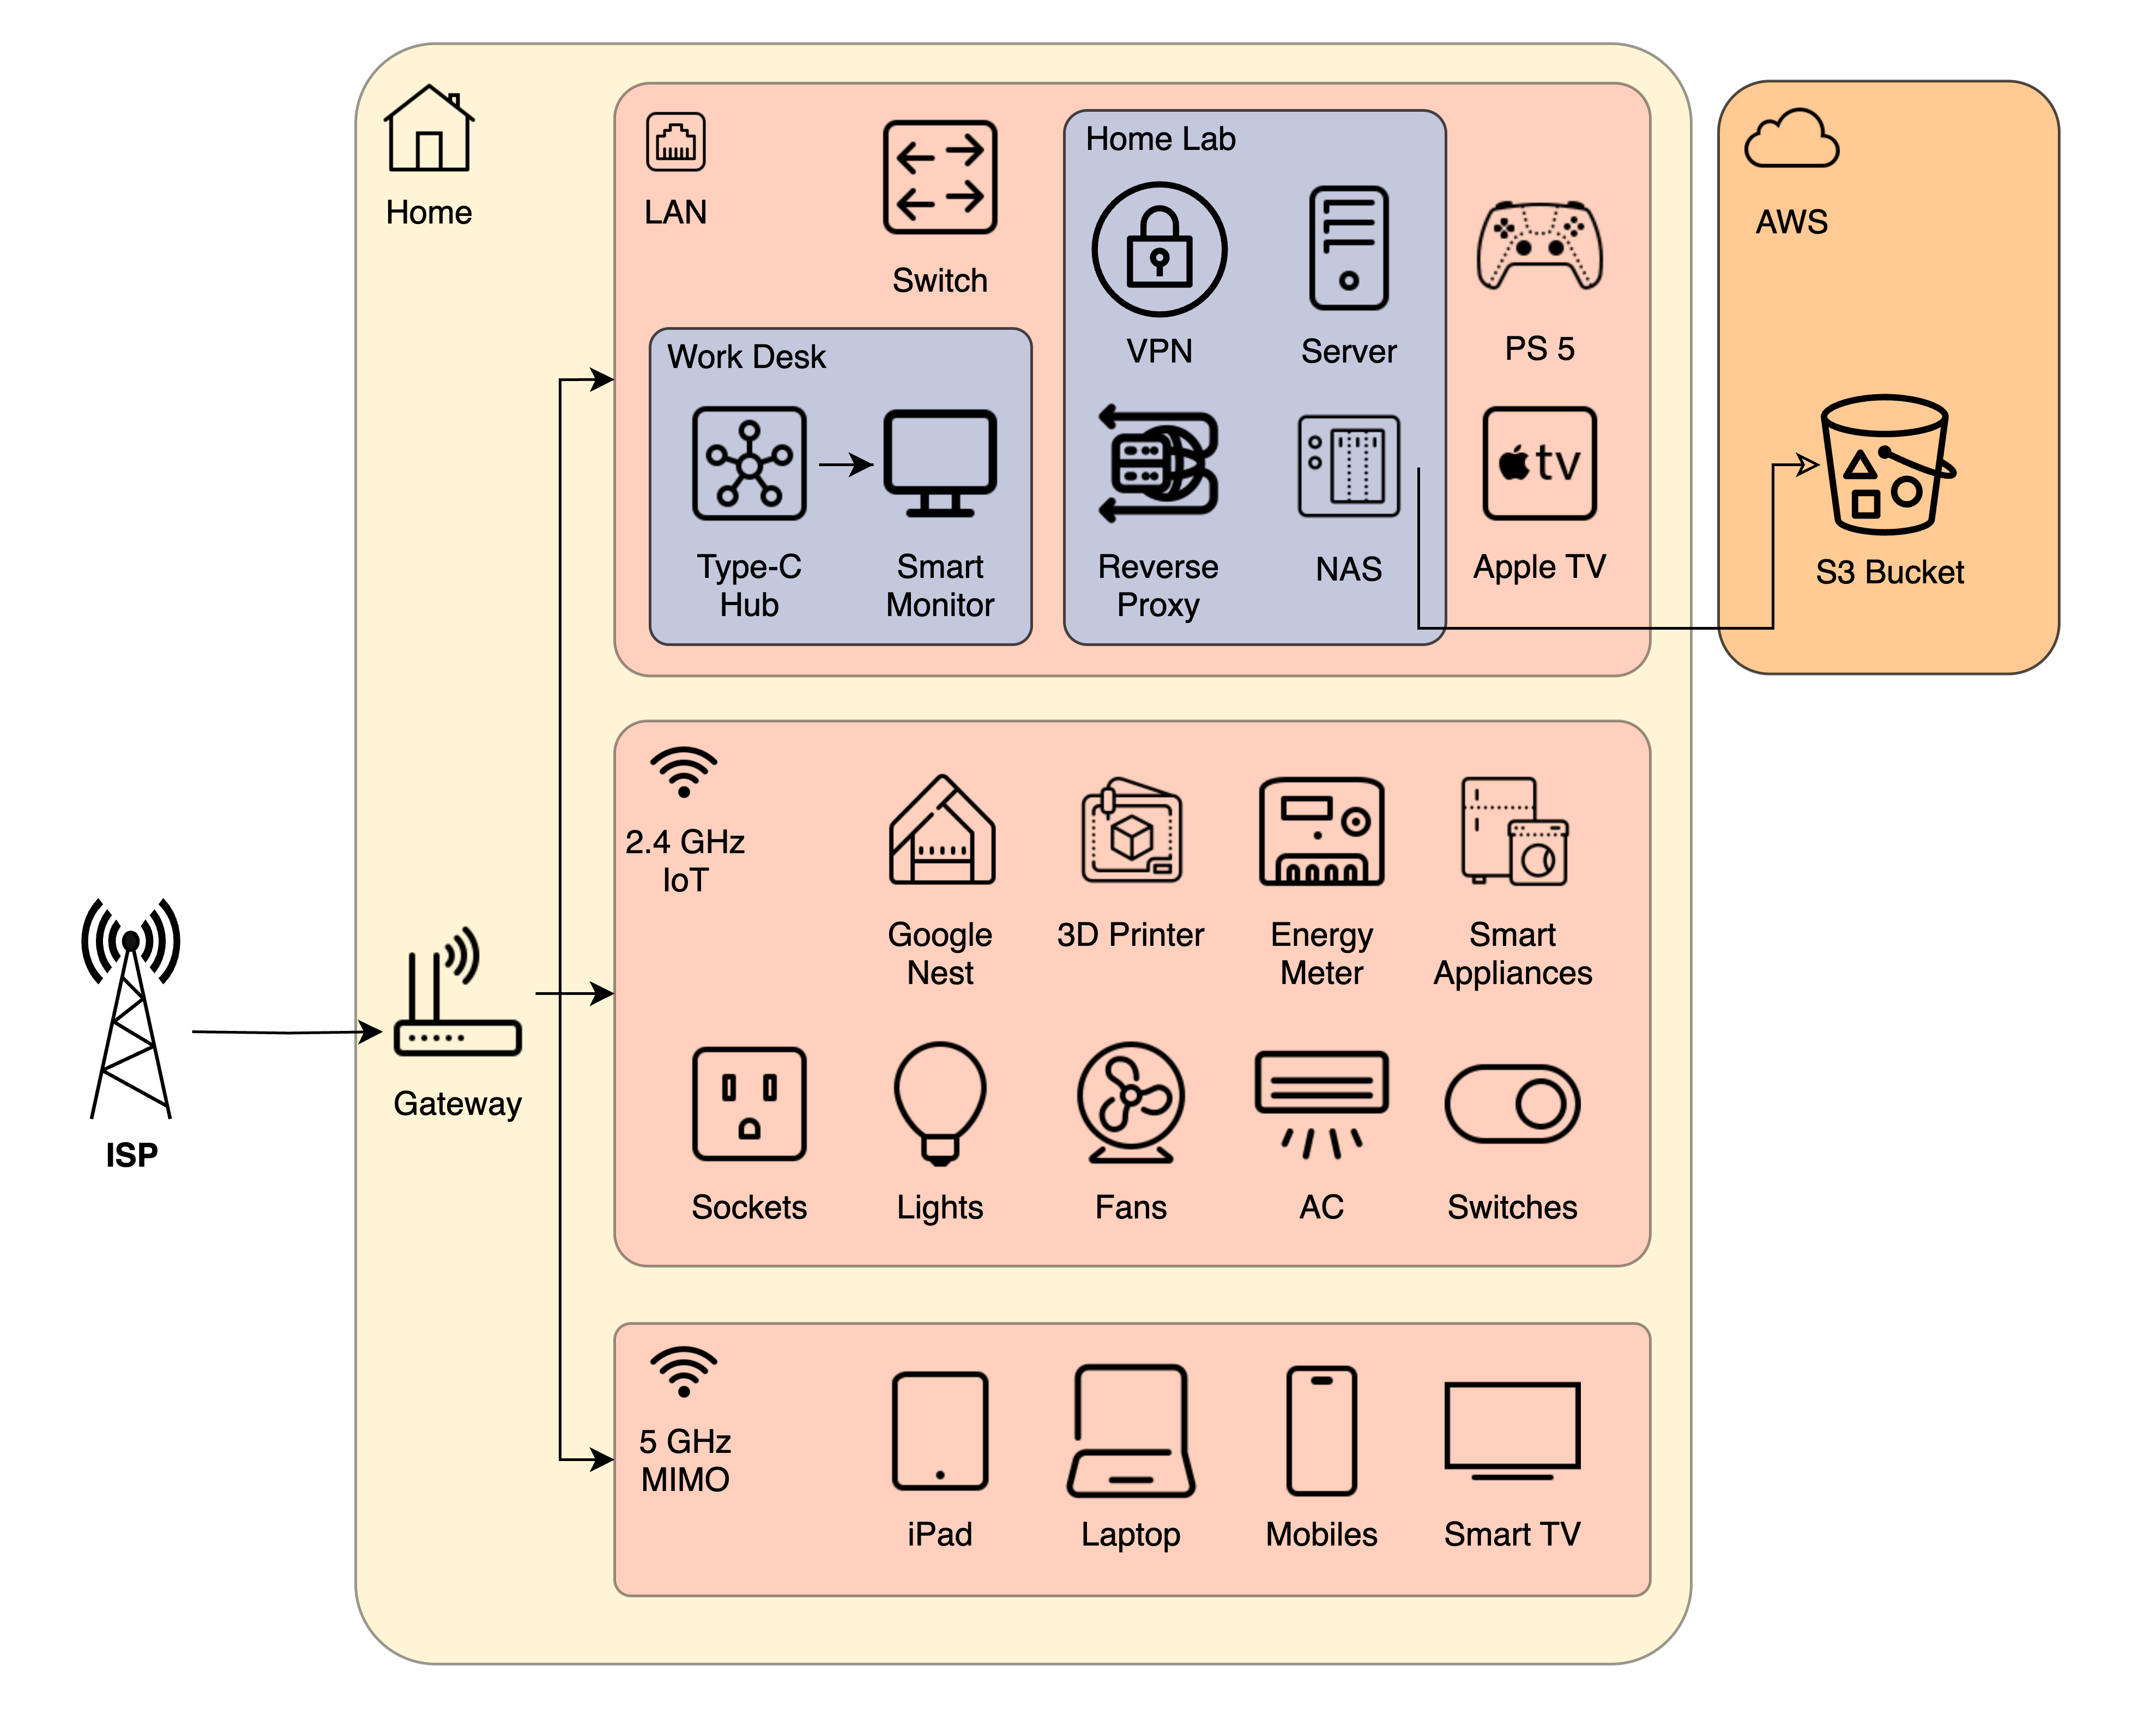 Home
LAN
Switch
Home Lab
VPN
Server
PS 5
AWS
Work Desk
Type-C
Hub
Smart
Monitor
Reverse
Proxy
NAS
tv
Apple TV
S3 Bucket
2.4 GHz
IoT
Google
Nest
3D Printer
Energy
Meter
Smart
Appliances
ISP
Gateway
Sockets
Lights
Fans
AC
Switches
5 GHz
MIMO
iPad
Laptop
Mobiles
Smart TV